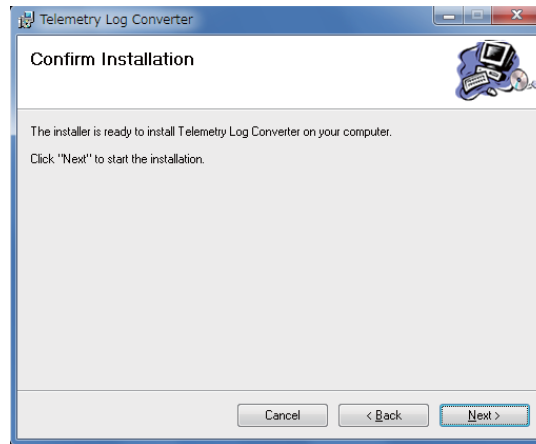 Telemetry Log Converter
Confirm Installation
The installer is ready to install Telemetry Log Converter on your computer.
Click "Next" to start the installation.
Cancel
< Back
Next >